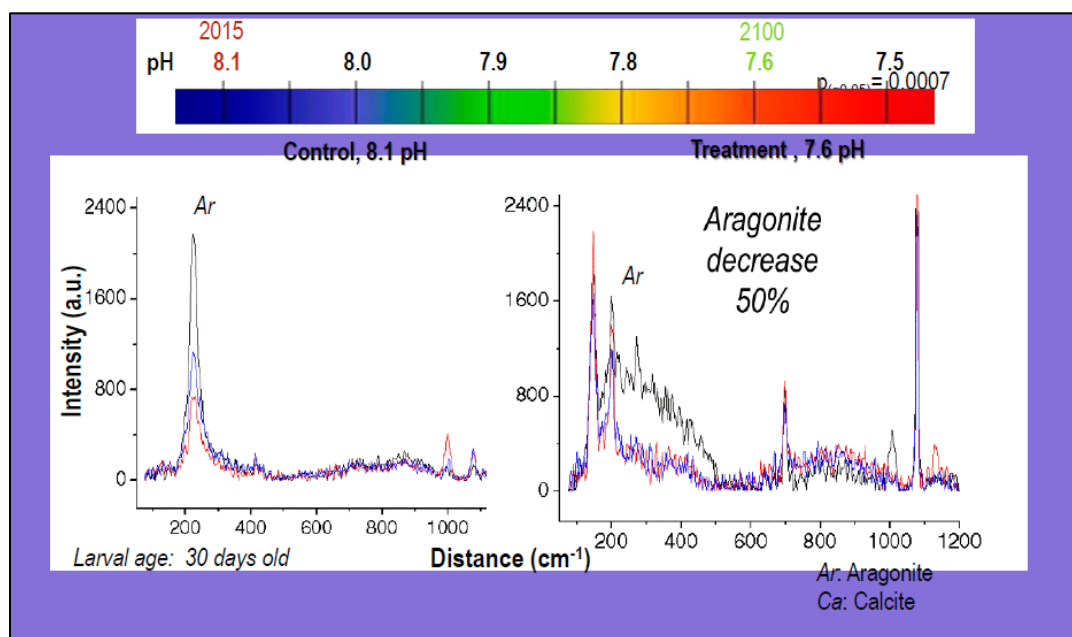 2015 2100
pH 8.1 8.0 7.9 7.8 7.6 7.5
p(=0.05)= 0.0007
Control, 8.1 pH Treatment , 7.6 pH
2400
1600
800
0
Ar
Intensity (a.u.)
200 400 600 800 1000
2400
1600
800
0
Ar
Aragonite
decrease
50%
200 400 600 800 1000 1200
Larval age: 30 days old
Distance (cm-1)
Ar: Aragonite
Ca: Calcite